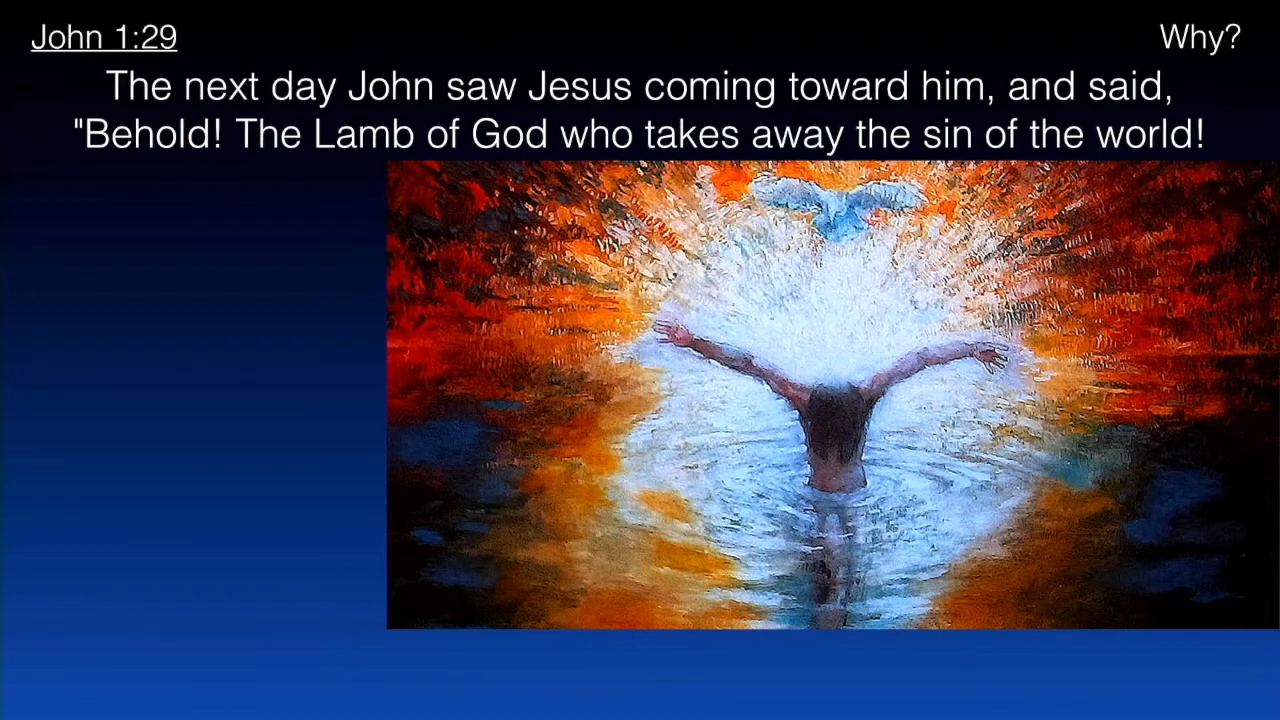 John 1:29
Why?
The next day John saw Jesus coming toward him, and said,
"Behold! The Lamb of God who takes away the sin of the world!